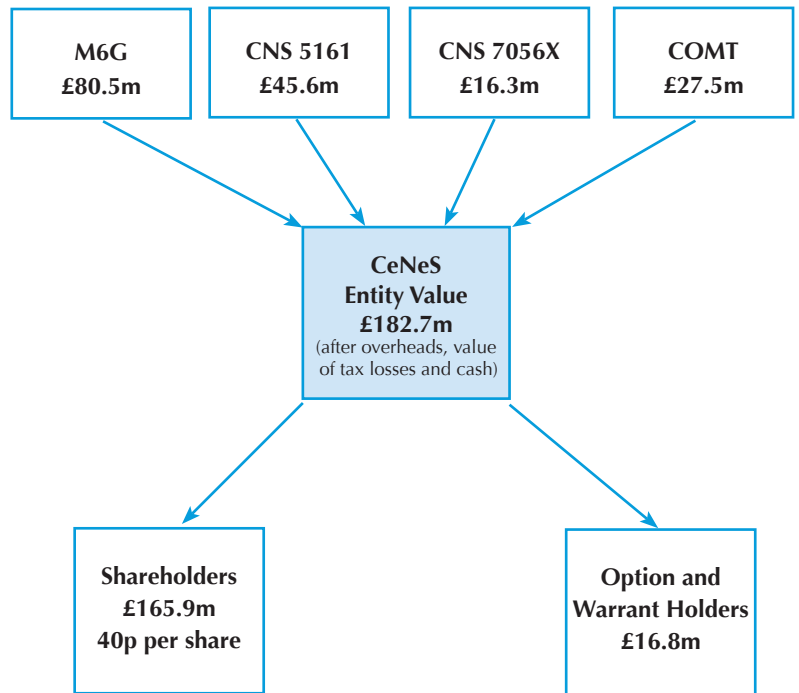 M6G
£80.5m
CNS 5161
£45.6m
CNS 7056X
£16.3m
COMT
£27.5m
CeNeS
Entity Value
£182.7m
(after overheads, value
of tax losses and cash)
Shareholders
£165.9m
40p per share
Option and
Warrant Holders
£16.8m